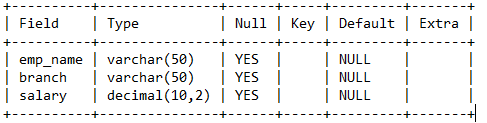 +----------+---------------+------+-----+---------+-------+
| Field    | Type          | Null | Key | Default | Extra |
+----------+---------------+------+-----+---------+-------+
| emp_name | varchar(50)   | YES  |     | NULL    |       |
| branch   | varchar(50)   | YES  |     | NULL    |       |
| salary   | decimal(10,2) | YES  |     | NULL    |       |
+----------+---------------+------+-----+---------+-------+